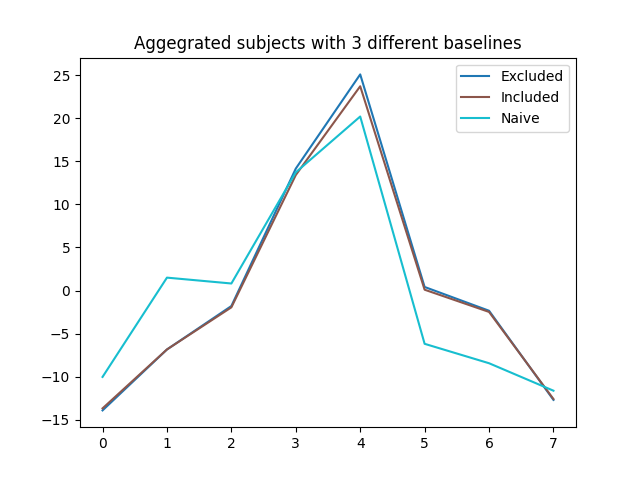 Aggegrated subjects with 3 different baselines
25
20
15
10
5
0
−5
−10
−15
Excluded
Included
Naive
0 1 2 3 4 5 6 7